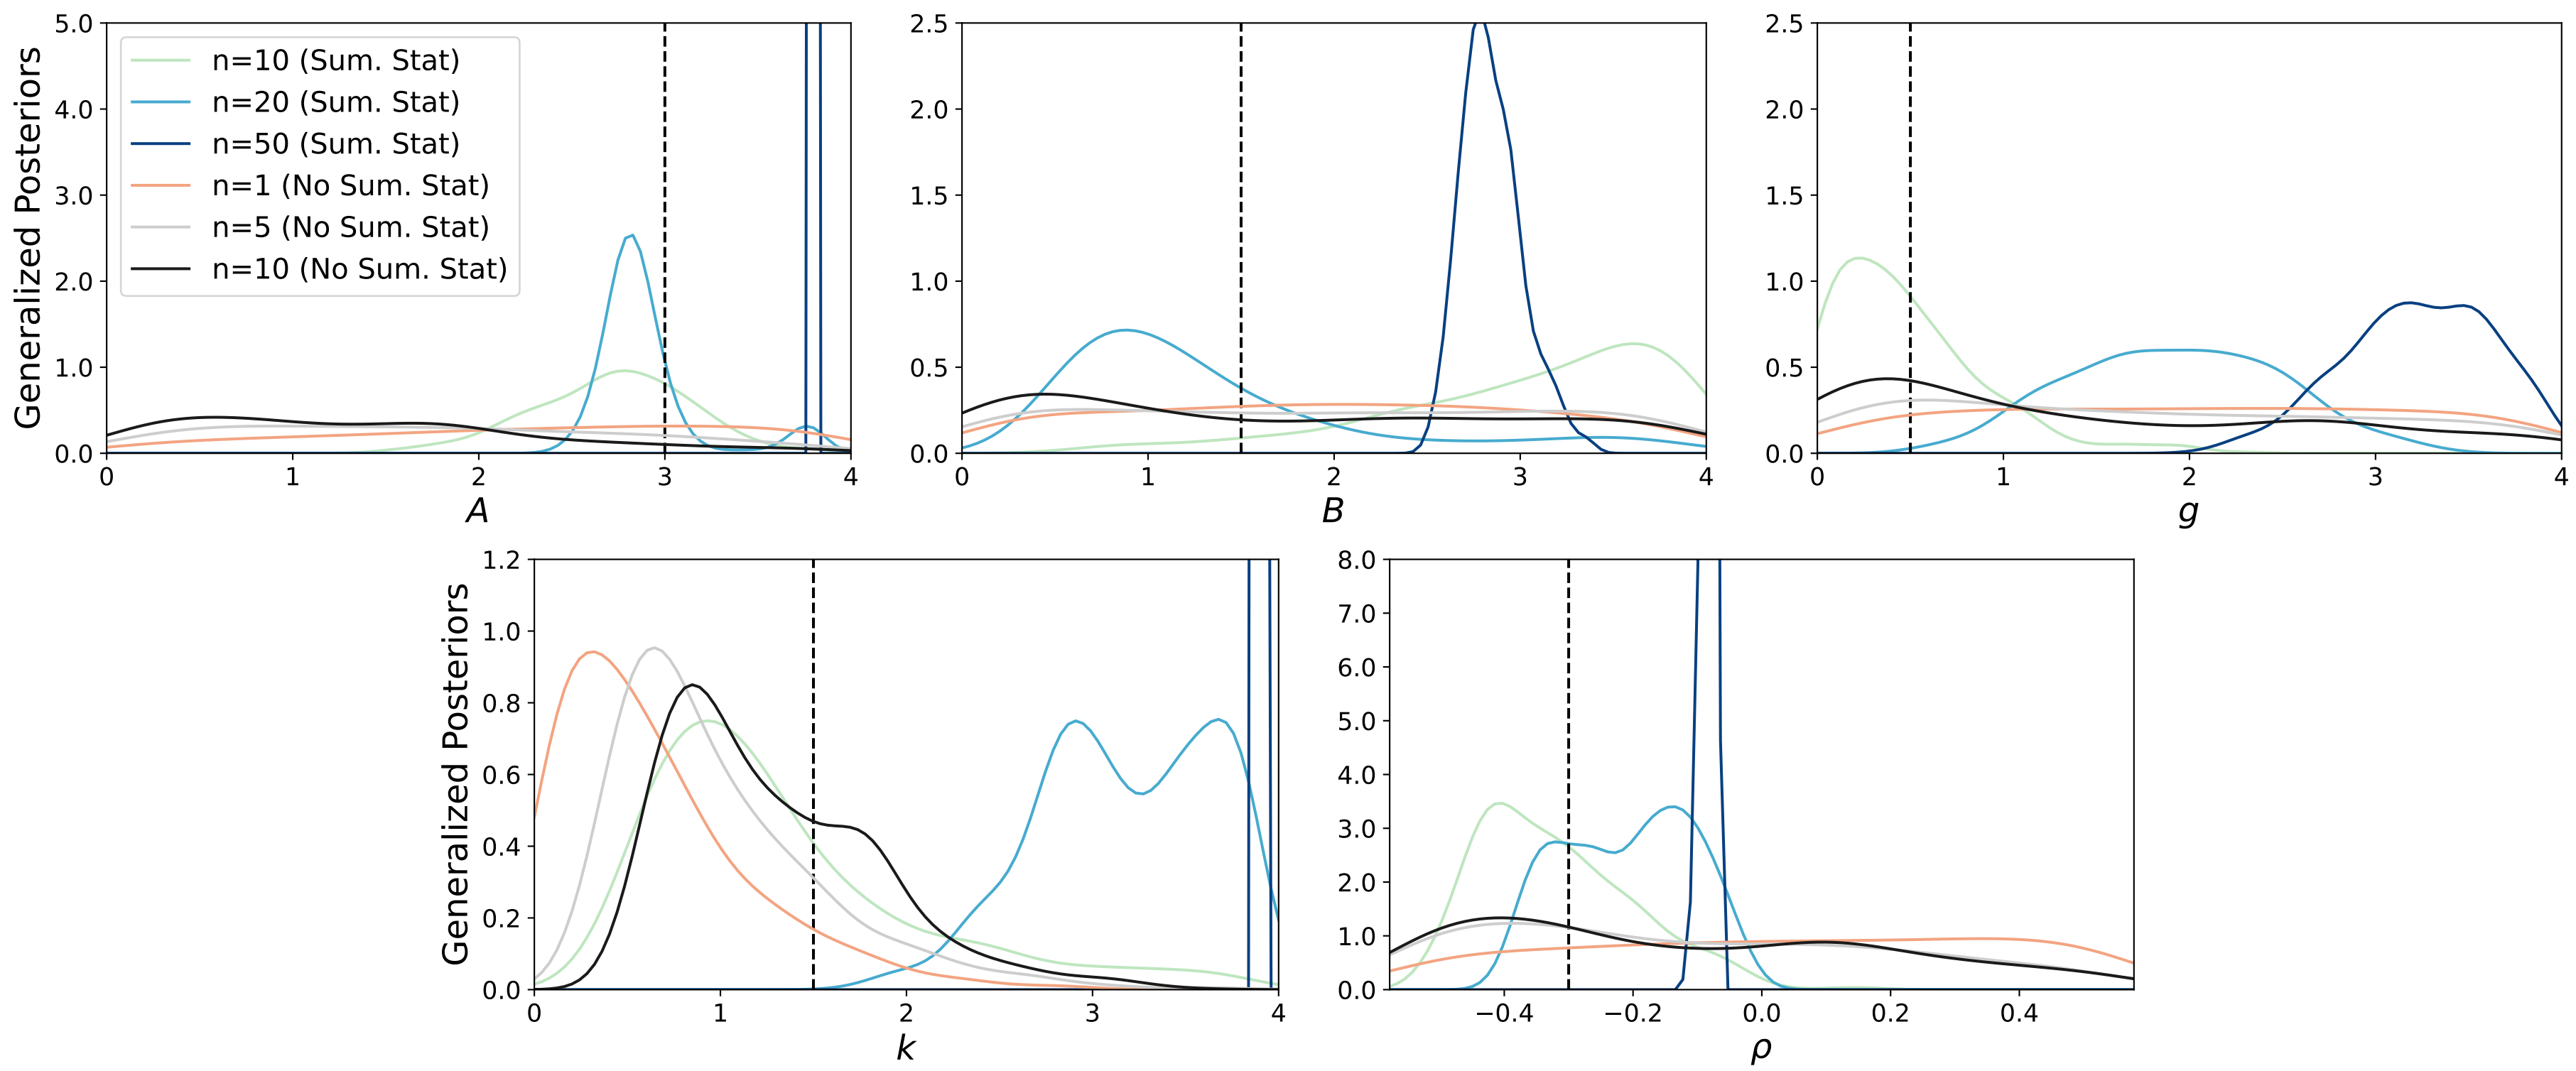 Generalized Posteriors
5.0
4.0
3.0
2.0
1.0
0.0
n=10 (Sum. Stat)
n=20 (Sum. Stat)
n=50 (Sum. Stat)
n=1 (No Sum. Stat)
n=5 (No Sum. Stat)
n=10 (No Sum. Stat)
0 1 2 3 4
A
2.5
2.0
1.5
1.0
0.5
0.0
0 1 2 3 4
B
2.5
2.0
1.5
1.0
0.5
0.0
0 1 2 3 4
g
Generalized Posteriors
1.2
1.0
0.8
0.6
0.4
0.2
0.0
0 1 2 3 4
k
8.0
7.0
6.0
5.0
4.0
3.0
2.0
1.0
0.0
−0.4 −0.2 0.0 0.2 0.4
ρ